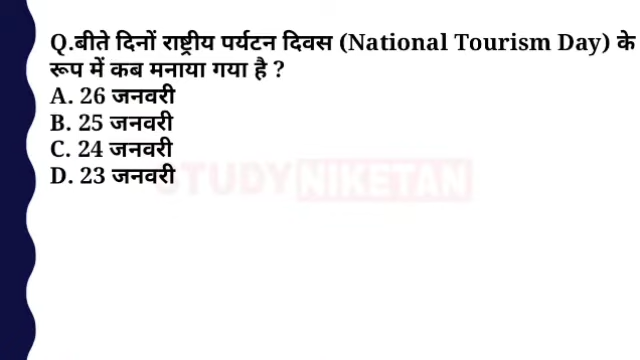 Q.बीते दिनों राष्ट्रीय पर्यटन दिवस (National Tourism Day) के
रूप में कब मनाया गया है ?
A. 26 जनवरी
B. 25 जनवरी
C. 24 जनवरी
D. 23 जनवरी
STUDY NIKETAN